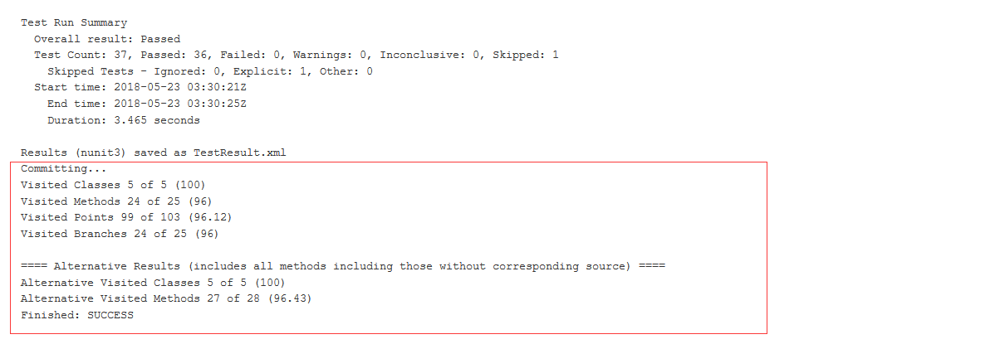 Test Run Summary
Overall result: Passed
Test Count: 37, Passed: 36, Failed: 0, Warnings: 0, Inconclusive: 0, Skipped: 1
Skipped Tests - Ignored: 0, Explicit: 1, Other: 0
Start time: 2018-05-23 03:30:21Z
End time: 2018-05-23 03:30:25Z
Duration: 3.465 seconds
Results (nunit3) saved as TestResult.xml
Committing...
Visited Classes 5 of 5 (100)
Visited Methods 24 of 25 (96)
Visited Points 99 of 103 (96.12)
Visited Branches 24 of 25 (96)
==== Alternative Results (includes all methods including those without corresponding source) ====
Alternative Visited Classes 5 of 5 (100)
Alternative Visited Methods 27 of 28 (96.43)
Finished: SUCCESS